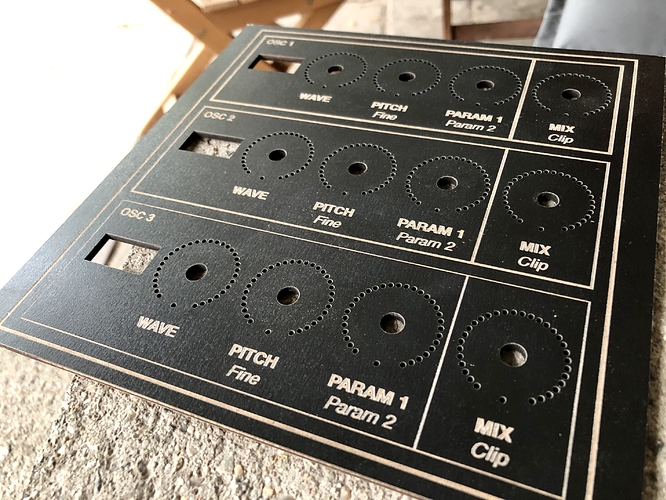 OSC 1
WAVE
PITCH
Fine
PARAM 1
Param 2
MIX
Clip
OSC 2
WAVE
PITCH
Fine
PARAM 1
Param 2
MIX
Clip
OSC 3
WAVE
PITCH
Fine
PARAM 1
Param 2
MIX
Clip